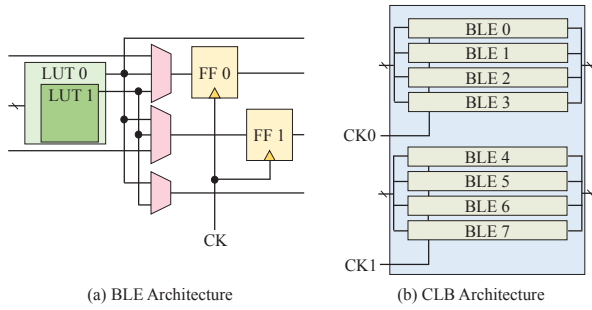 LUT 0
LUT 1
FF 0
FF 1
CK
(a) BLE Architecture
BLE 0
BLE 1
BLE 2
BLE 3
CK0
BLE 4
BLE 5
BLE 6
BLE 7
CK1
(b) CLB Architecture